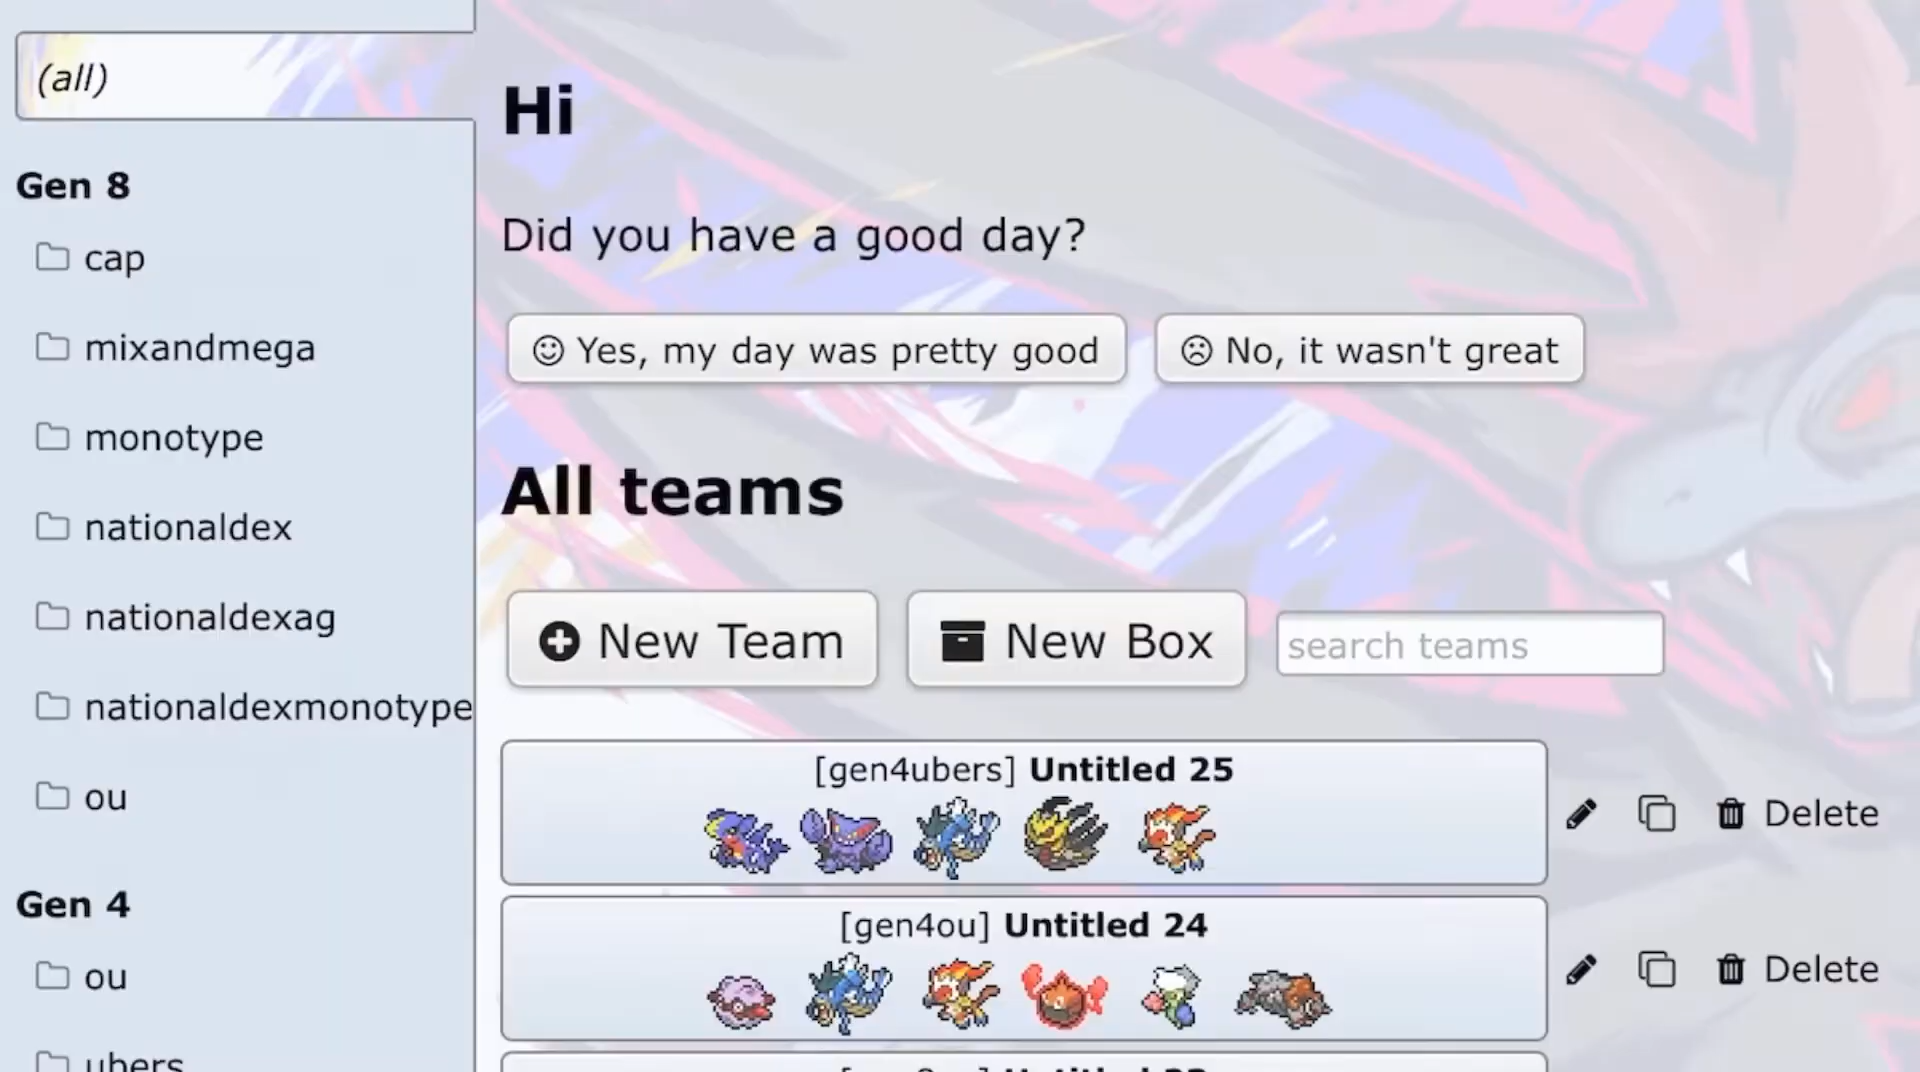 (all)
Gen 8
cap
mixandmega
monotype
nationaldex
nationaldexag
nationaldexmonotype
ou
Gen 4
ou
ubers
Hi
Did you have a good day?
Yes, my day was pretty good
No, it wasn't great
All teams
New Team
New Box
search teams
[gen4ubers] Untitled 25
Delete
[gen4ou] Untitled 24
Delete